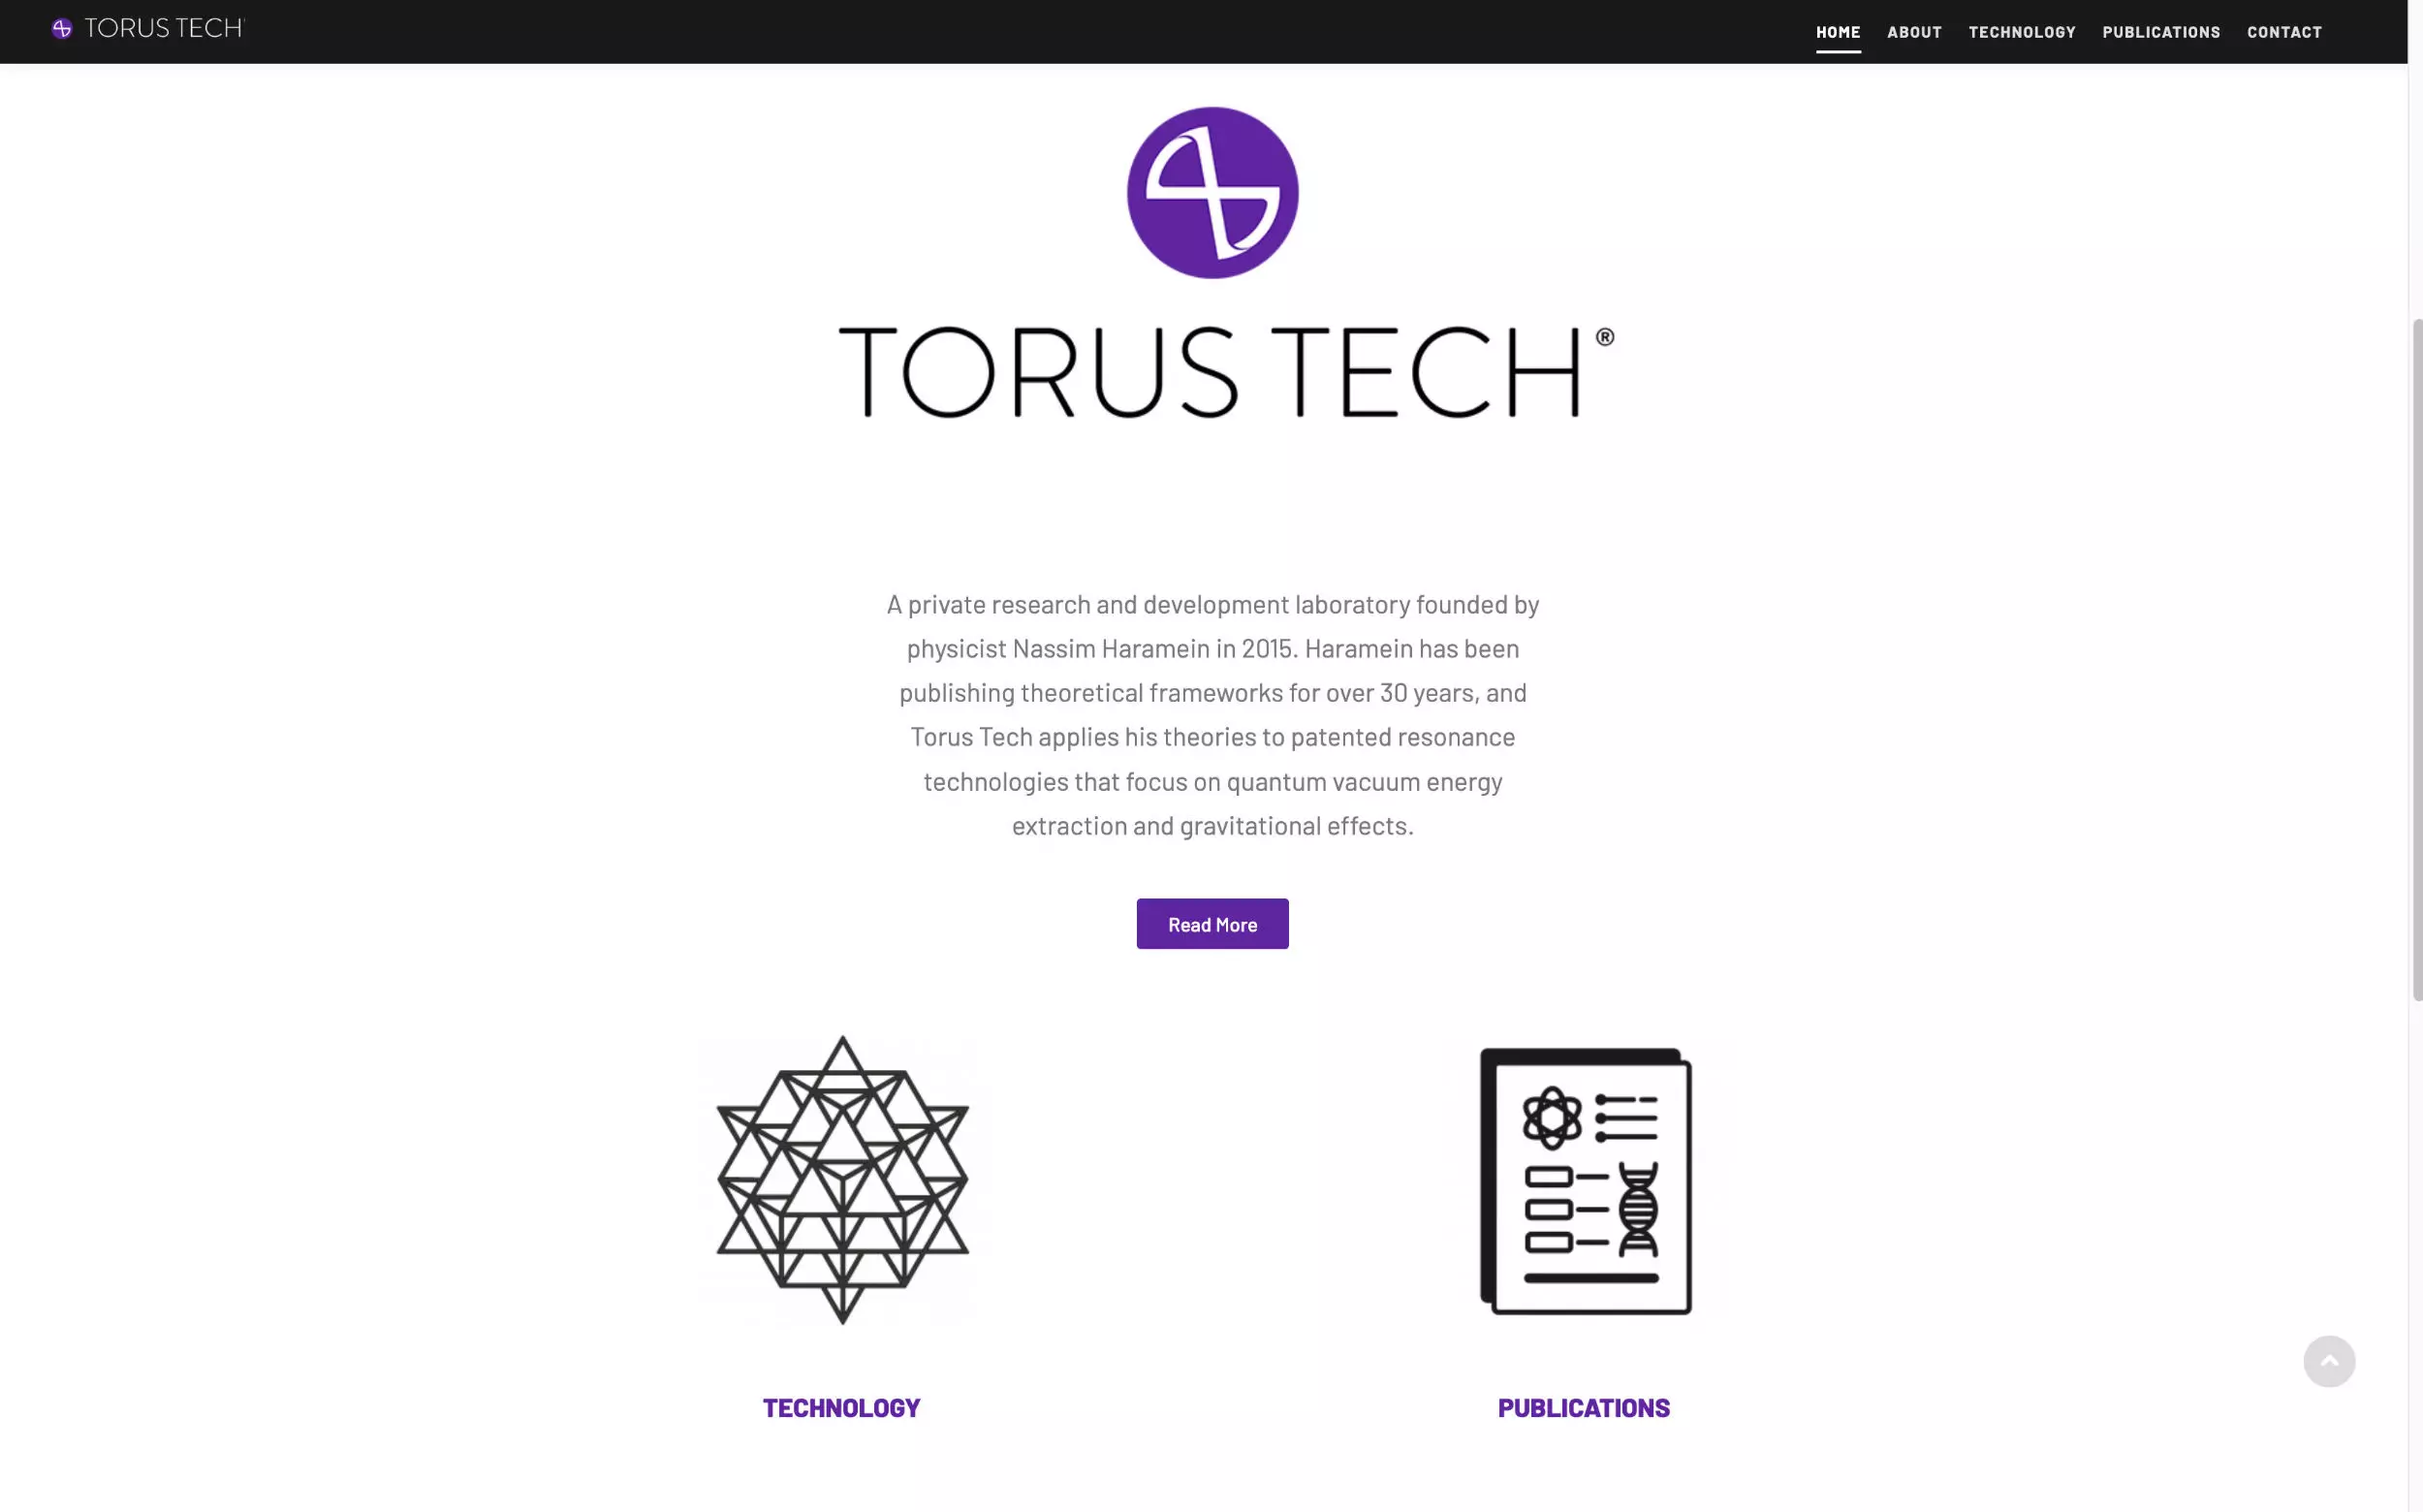 TORUS TECH
HOME ABOUT TECHNOLOGY PUBLICATIONS CONTACT
TORUS TECH®
A private research and development laboratory founded by
physicist Nassim Haramein in 2015. Haramein has been
publishing theoretical frameworks for over 30 years, and
Torus Tech applies his theories to patented resonance
technologies that focus on quantum vacuum energy
extraction and gravitational effects.
Read More
TECHNOLOGY
PUBLICATIONS